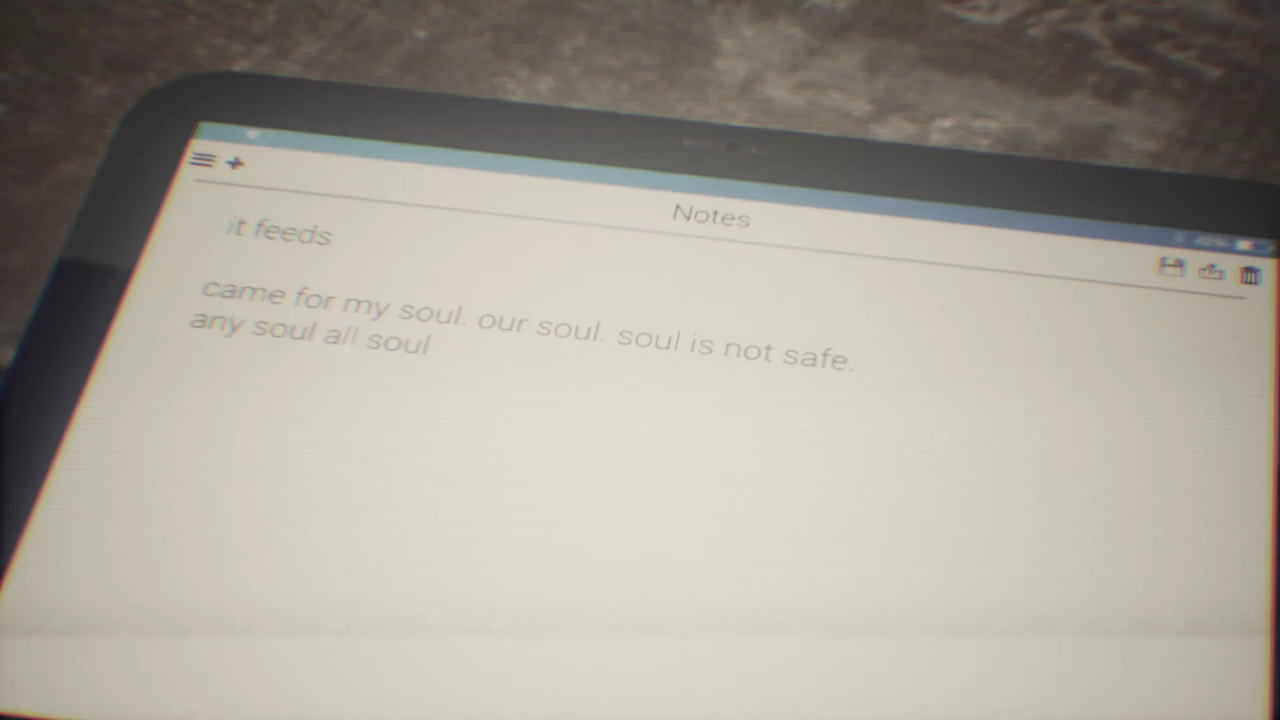 Notes
it feeds
came for my soul. our soul. soul is not safe.
any soul all soul